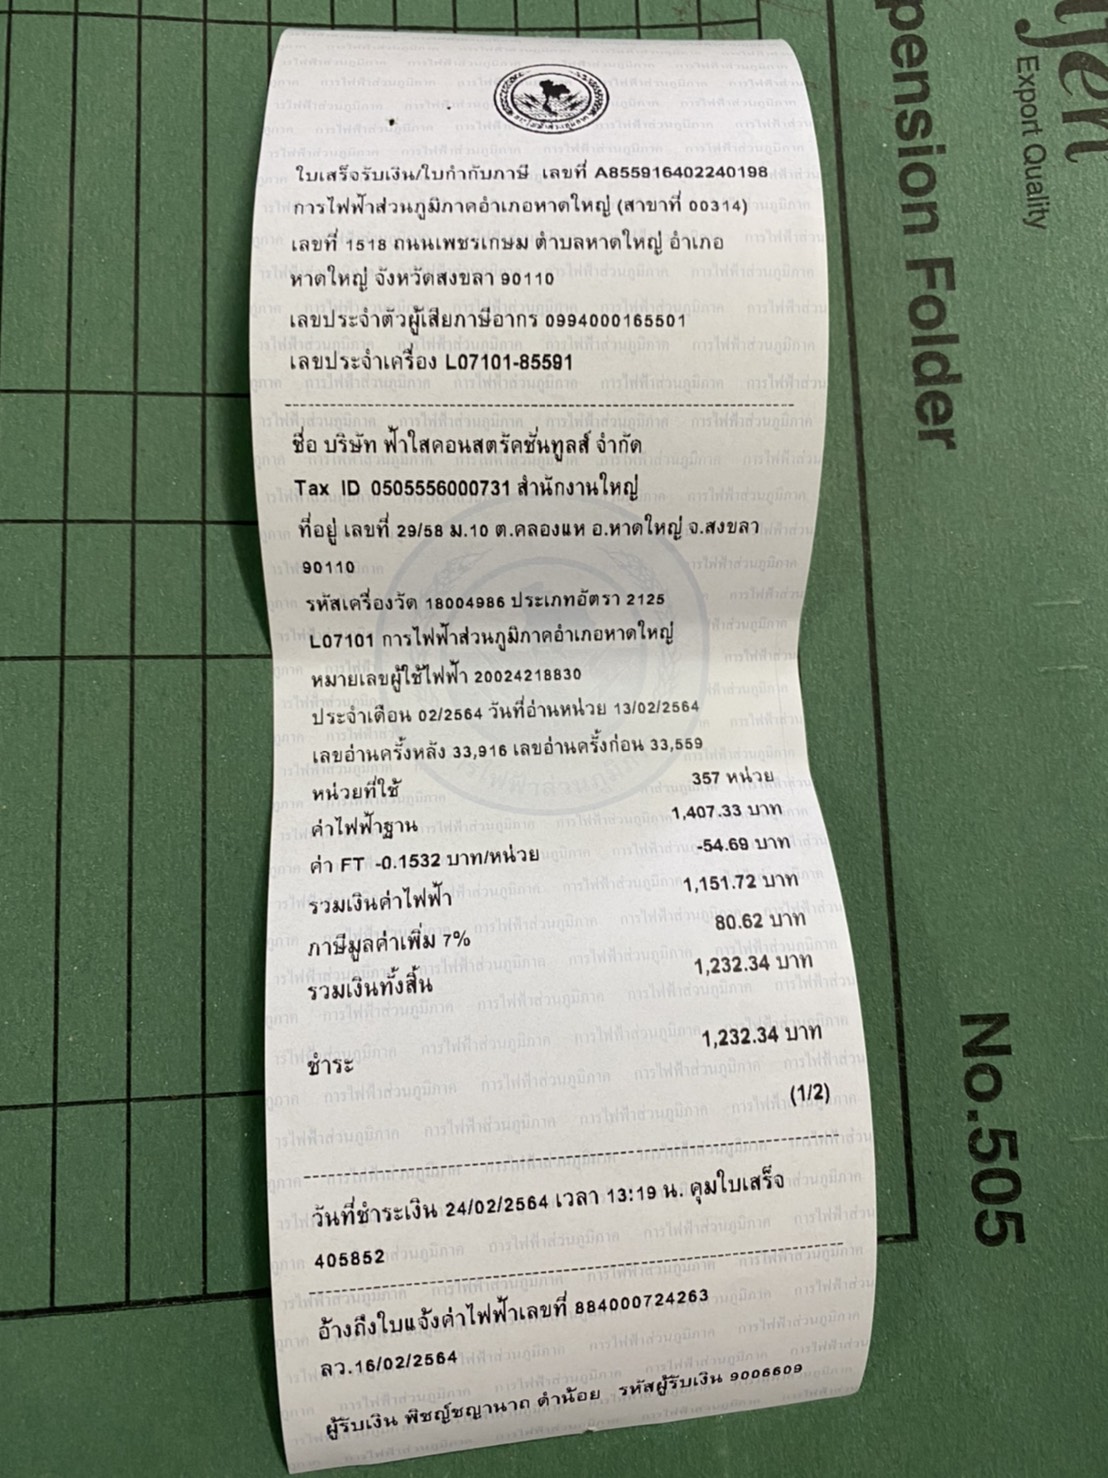 ใบเสร็จรับเงิน/ใบกำกับภาษี เลขที่ A855916402240198
การไฟฟ้าส่วนภูมิภาคอำเภอหาดใหญ่ (สาขาที่ 00314)
เลขที่ 1518 ถนนเพชรเกษม ตำบลหาดใหญ่ อำเภอ
หาดใหญ่ จังหวัดสงขลา 90110
เลขประจำตัวผู้เสียภาษีอากร 0994000165501
เลขประจำเครื่อง L07101-85591
ชื่อ บริษัท ฟ้าใสคอนสตรัคชั่นทูลส์ จำกัด
Tax ID 0505556000731 สำนักงานใหญ่
ที่อยู่ เลขที่ 29/58 ม.10 ต.คลองแห อ.หาดใหญ่ จ.สงขลา
90110
รหัสเครื่องวัด 18004986 ประเภทอัตรา 2125
L07101 การไฟฟ้าส่วนภูมิภาคอำเภอหาดใหญ่
หมายเลขผู้ใช้ไฟฟ้า 20024218830
ประจำเดือน 02/2564 วันที่อ่านหน่วย 13/02/2564
เลขอ่านครั้งหลัง 33,916 เลขอ่านครั้งก่อน 33,559
หน่วยที่ใช้ 357 หน่วย
ค่าไฟฟ้าฐาน 1,407.33 บาท
ค่า FT -0.1532 บาท/หน่วย -54.69 บาท
รวมเงินค่าไฟฟ้า 1,151.72 บาท
ภาษีมูลค่าเพิ่ม 7% 80.62 บาท
รวมเงินทั้งสิ้น 1,232.34 บาท
ชำระ 1,232.34 บาท
(1/2)
วันที่ชำระเงิน 24/02/2564 เวลา 13:19 น. คุมใบเสร็จ
405852
อ้างถึงใบแจ้งค่าไฟฟ้าเลขที่ 884000724263
ลว.16/02/2564
ผู้รับเงิน พิชญ์ชญานาถ ดำน้อย รหัสผู้รับเงิน 9006609
Export Quality
pension Folder
No.505